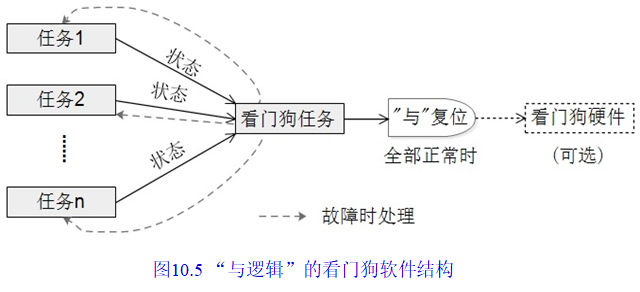 任务1
状态
任务2
状态
看门狗任务
"与"复位
看门狗硬件
全部正常时
(可选)
状态
任务n
故障时处理
图10.5 “与逻辑”的看门狗软件结构